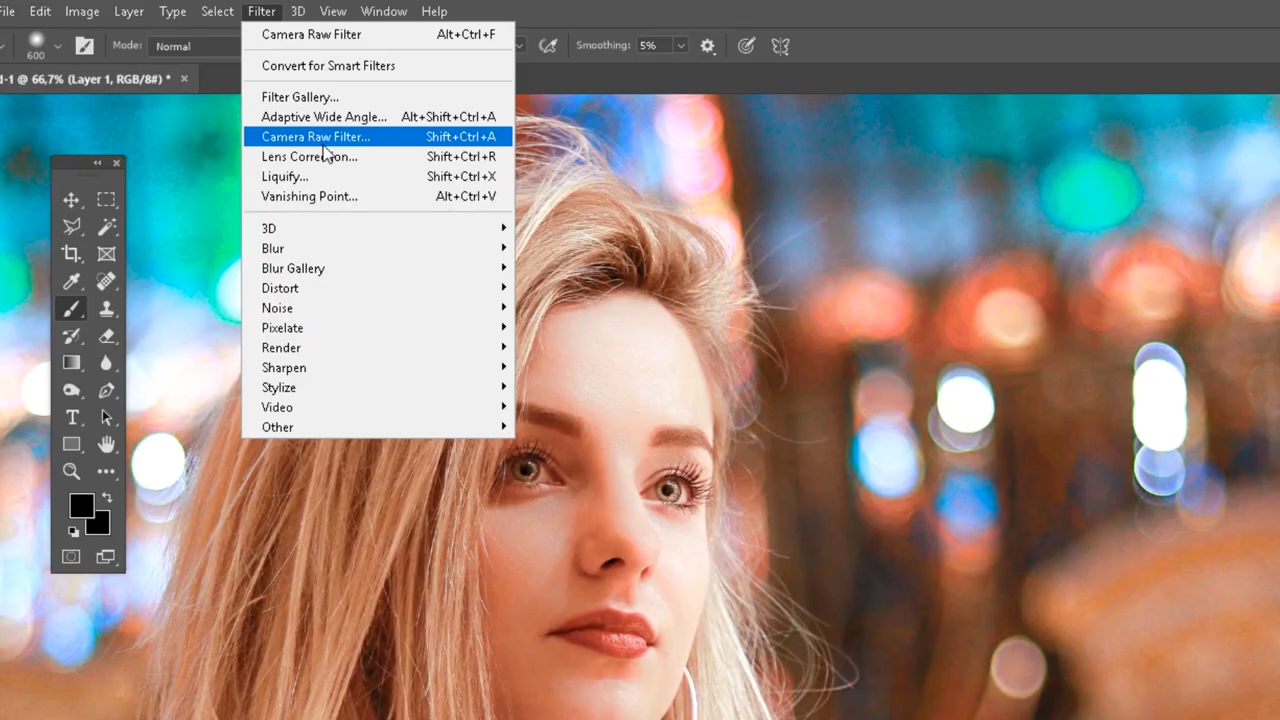 File Edit Image Layer Type Select Filter 3D View Window Help
600 Mode: Normal Smoothing: 5%
d-1 @ 66,7% (Layer 1, RGB/8#) *
Camera Raw Filter Alt+Ctrl+F
Convert for Smart Filters
Filter Gallery...
Adaptive Wide Angle... Alt+Shift+Ctrl+A
Camera Raw Filter... Shift+Ctrl+A
Lens Correction... Shift+Ctrl+R
Liquify... Shift+Ctrl+X
Vanishing Point... Alt+Ctrl+V
3D
Blur
Blur Gallery
Distort
Noise
Pixelate
Render
Sharpen
Stylize
Video
Other